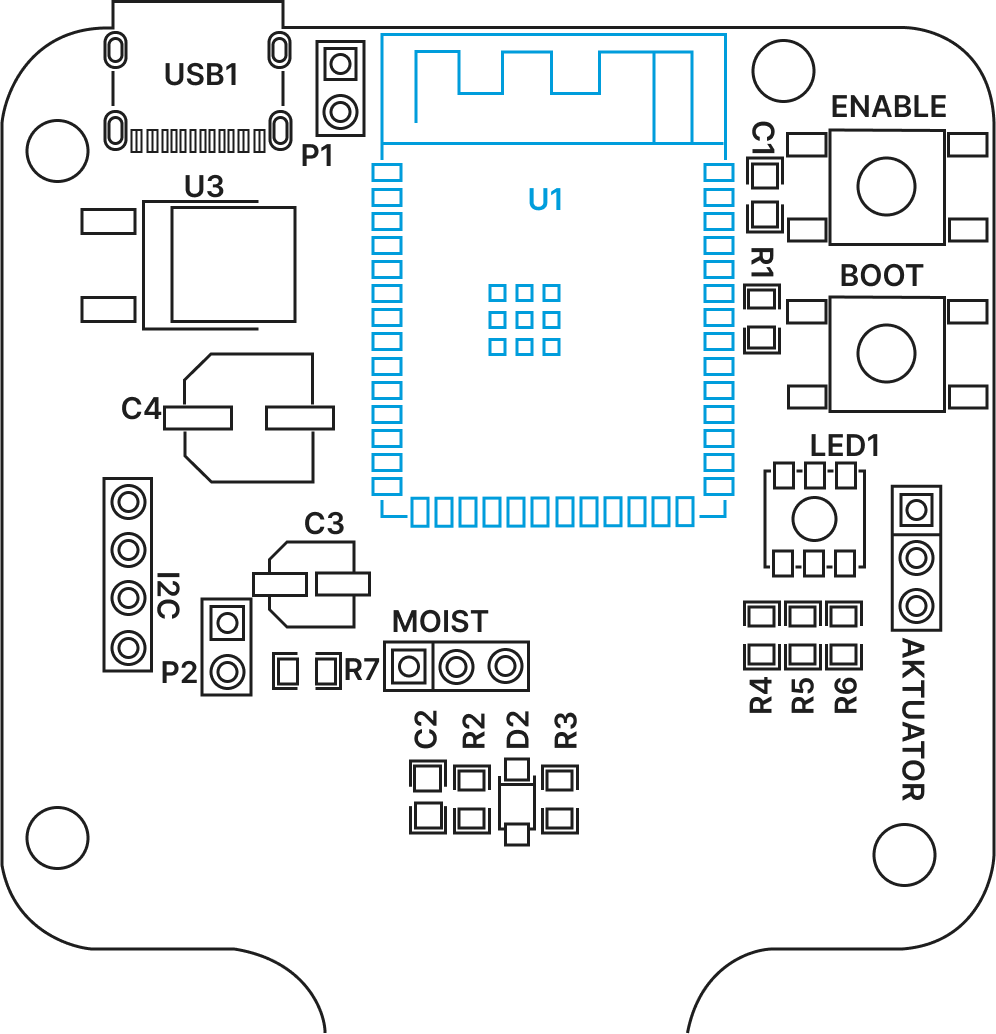 USB1
ENABLE
C1
P1
U3
U1
R1
BOOT
C4
LED1
C3
I2C
MOIST
P2
R7
R4
R5
R6
AKTUATOR
C2
R2
D2
R3